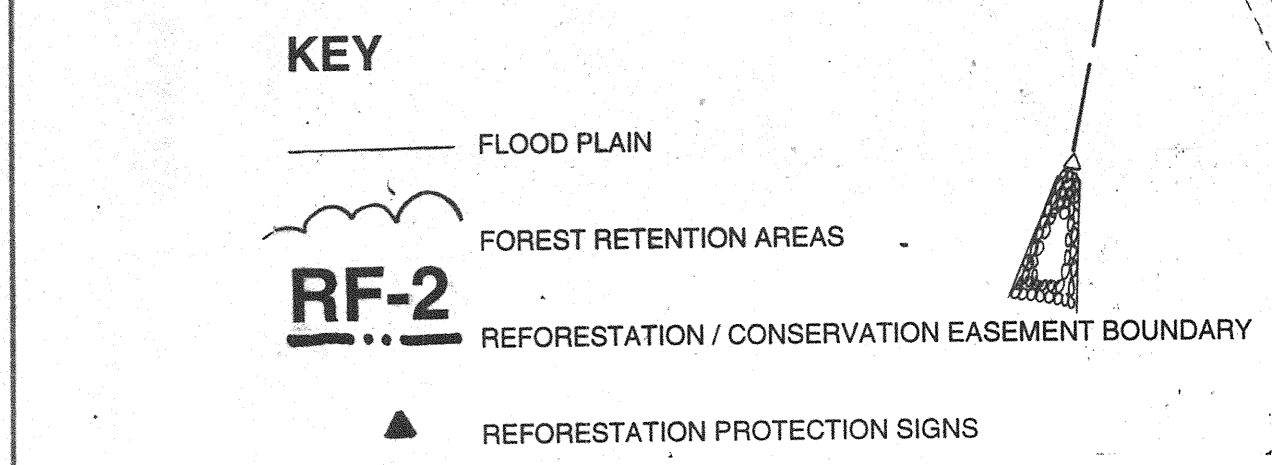 KEY
FLOOD PLAIN
FOREST RETENTION AREAS
RF-2
REFORESTATION / CONSERVATION EASEMENT BOUNDARY
REFORESTATION PROTECTION SIGNS